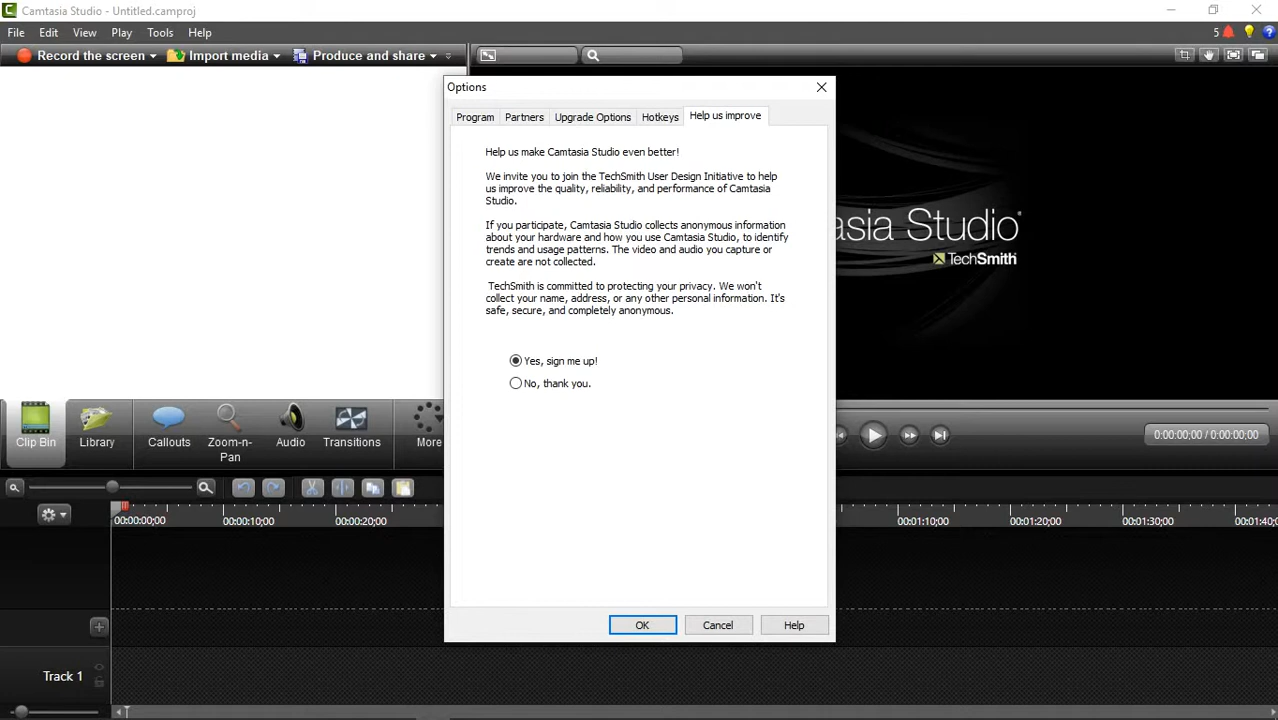 Camtasia Studio - Untitled.camproj
File Edit View Play Tools Help 5
Record the screen Import media Produce and share
Options
Program Partners Upgrade Options Hotkeys Help us improve
Help us make Camtasia Studio even better!
We invite you to join the TechSmith User Design Initiative to help
us improve the quality, reliability, and performance of Camtasia
Studio.
If you participate, Camtasia Studio collects anonymous information
about your hardware and how you use Camtasia Studio, to identify
trends and usage patterns. The video and audio you capture or
create are not collected.
TechSmith is committed to protecting your privacy. We won't
collect your name, address, or any other personal information. It's
safe, secure, and completely anonymous.
Yes, sign me up!
No, thank you.
OK Cancel Help
asia Studio
TechSmith
Clip Bin Library Callouts Zoom-n-
Pan Audio Transitions More
0:00:00;00 / 0:00:00;00
00:00:00;00 00:00:10;00 00:00:20;00 00:01:10;00 00:01:20;00 00:01:30;00 00:01:40;
Track 1